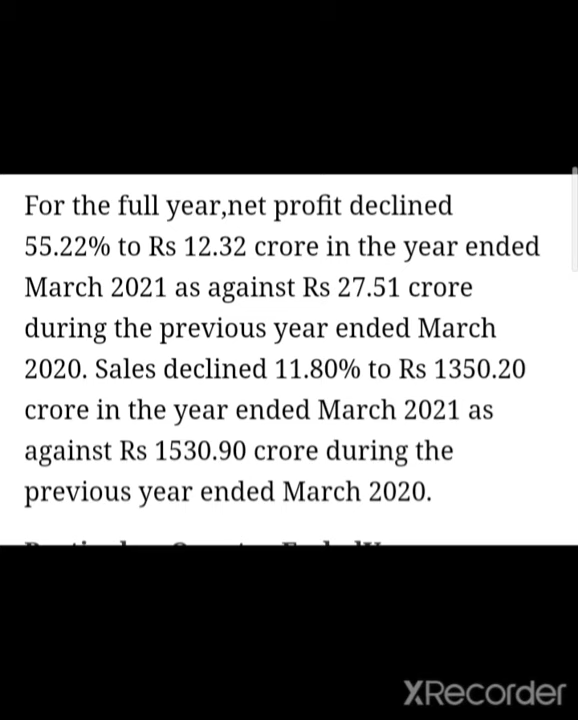 For the full year,net profit declined
55.22% to Rs 12.32 crore in the year ended
March 2021 as against Rs 27.51 crore
during the previous year ended March
2020. Sales declined 11.80% to Rs 1350.20
crore in the year ended March 2021 as
against Rs 1530.90 crore during the
previous year ended March 2020.
XRecorder